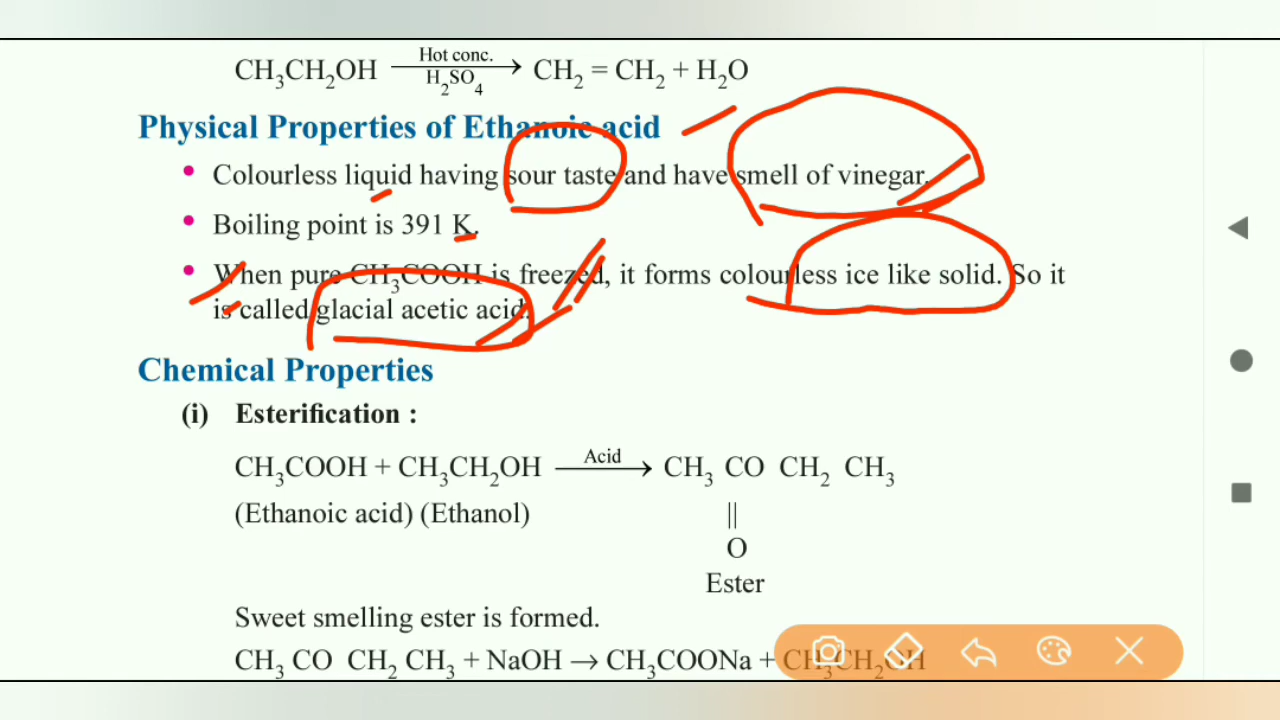 CH₃CH₂OH Hot conc. H₂SO₄ → CH₂ = CH₂ + H₂O
Physical Properties of Ethanoic acid
• Colourless liquid having sour taste and have smell of vinegar.
• Boiling point is 391 K.
• When pure CH₃COOH is freezed, it forms colourless ice like solid. So it
is called glacial acetic acid.
Chemical Properties
(i) Esterification :
CH₃COOH + CH₃CH₂OH Acid → CH₃ CO CH₂ CH₃
(Ethanoic acid) (Ethanol) ||
O
Ester
Sweet smelling ester is formed.
CH₃ CO CH₂ CH₃ + NaOH → CH₃COONa + CH₃CH₂OH